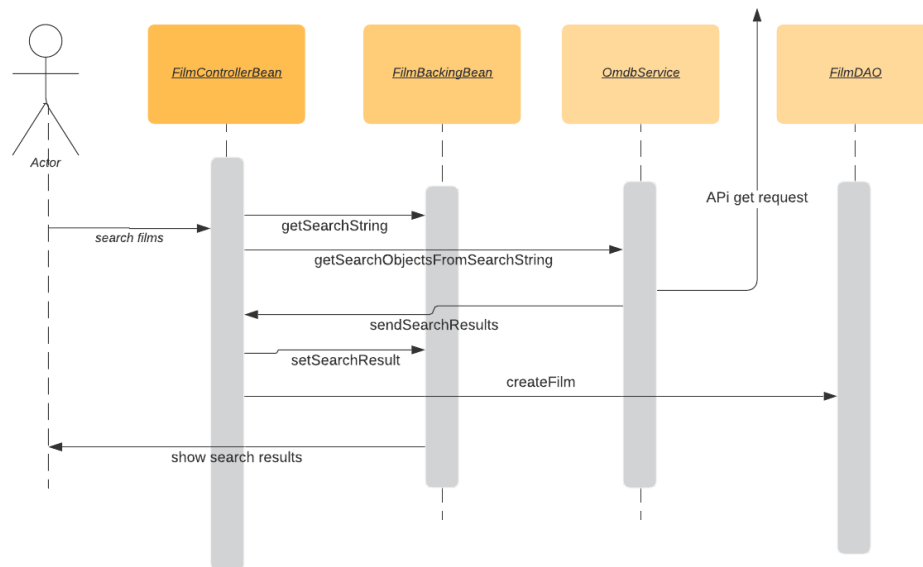 FilmControllerBean
FilmBackingBean
OmdbService
FilmDAO
Actor
APi get request
getSearchString
search films
getSearchObjectsFromSearchString
sendSearchResults
setSearchResult
createFilm
show search results